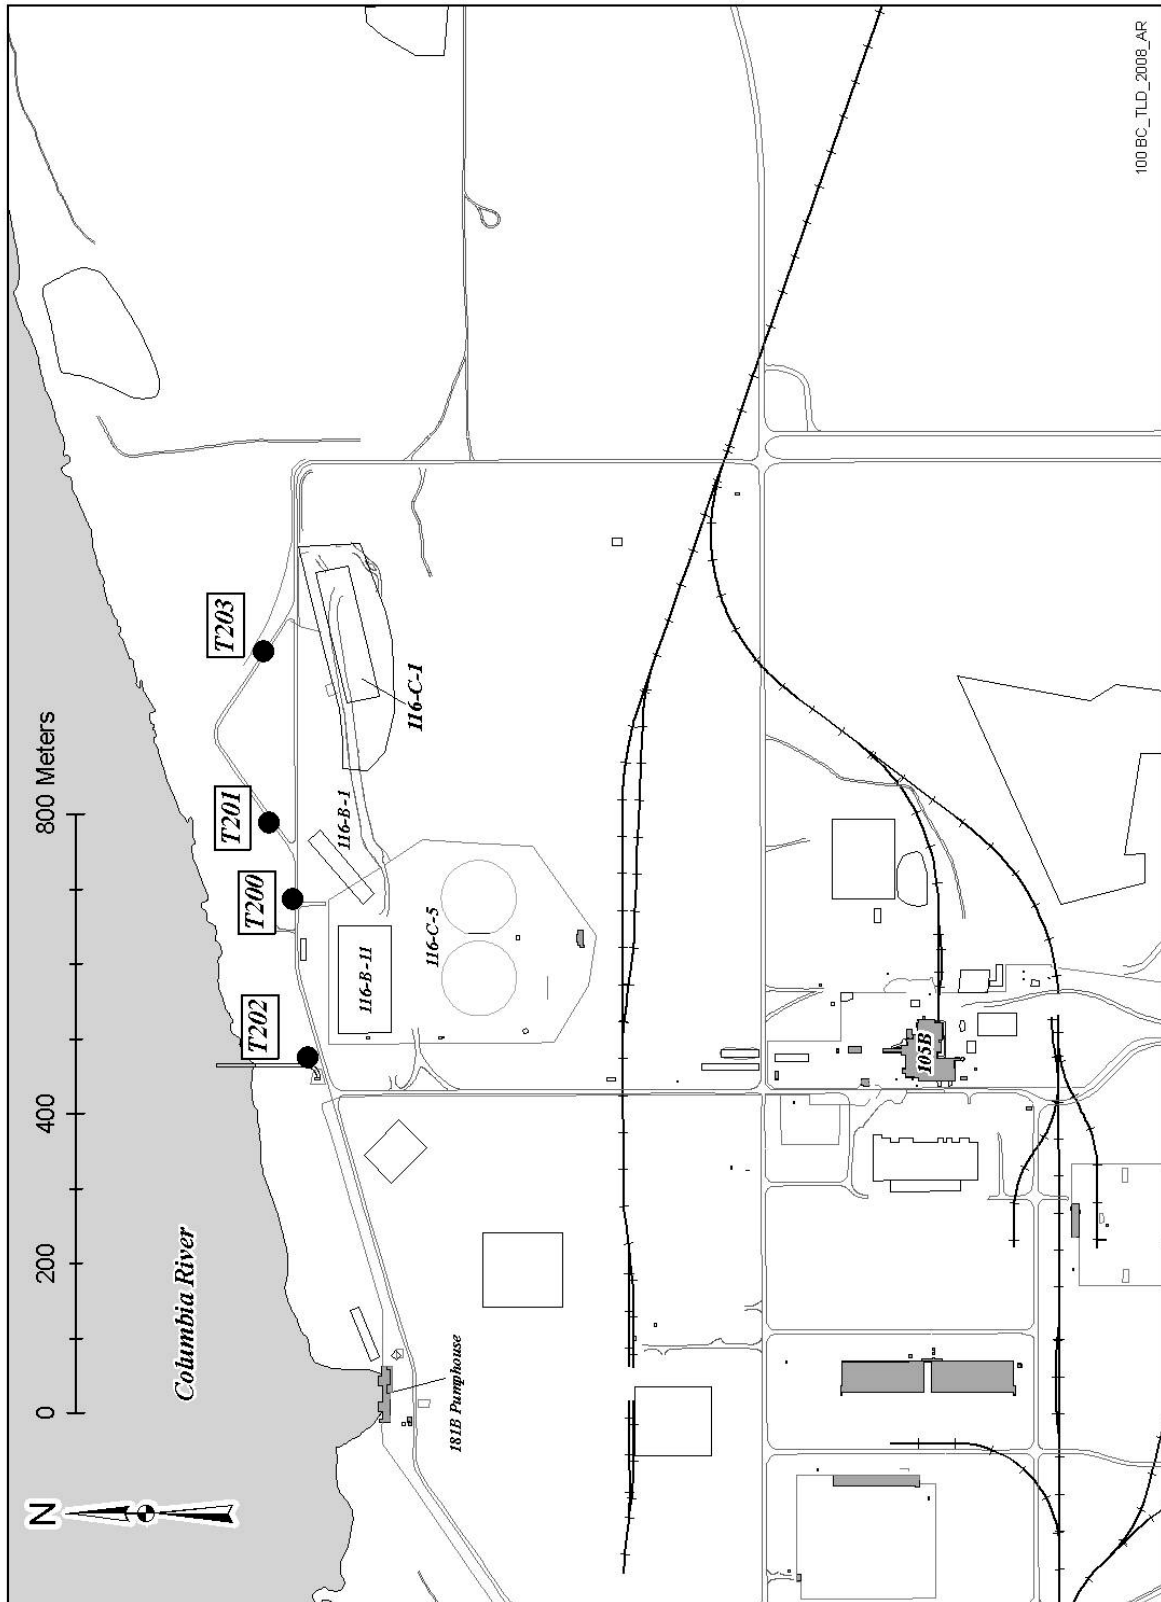 N
0
200
400
800 Meters
Columbia River
181B Pumphouse
T202
T200
T201
T203
116-B-11
116-C-5
116-B-1
116-C-1
105B
100 BC_TLD_2008_AR